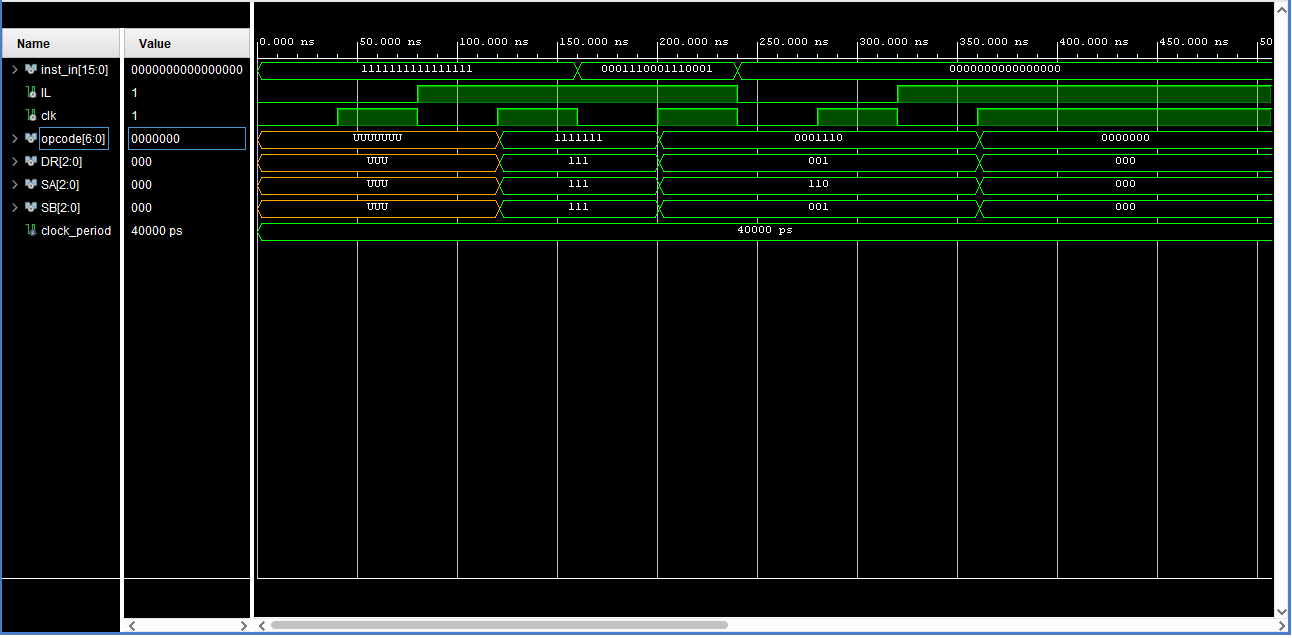 Name Value
0.000 ns 50.000 ns 100.000 ns 150.000 ns 200.000 ns 250.000 ns 300.000 ns 350.000 ns 400.000 ns 450.000 ns 50
inst_in[15:0] 0000000000000000 1111111111111111 0001110001110001 0000000000000000
IL 1
clk 1
opcode[6:0] 0000000 UUUUUUU 1111111 0001110 0000000
DR[2:0] 000 UUU 111 001 000
SA[2:0] 000 UUU 111 110 000
SB[2:0] 000 UUU 111 001 000
clock_period 40000 ps 40000 ps